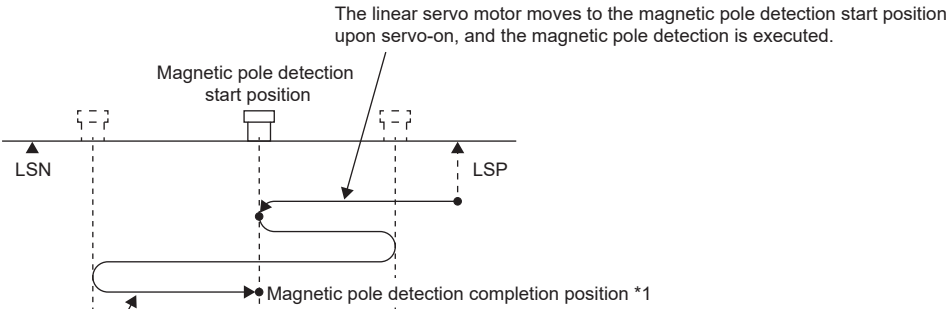 The linear servo motor moves to the magnetic pole detection start position
upon servo-on, and the magnetic pole detection is executed.
Magnetic pole detection
start position
LSN
LSP
Magnetic pole detection completion position *1